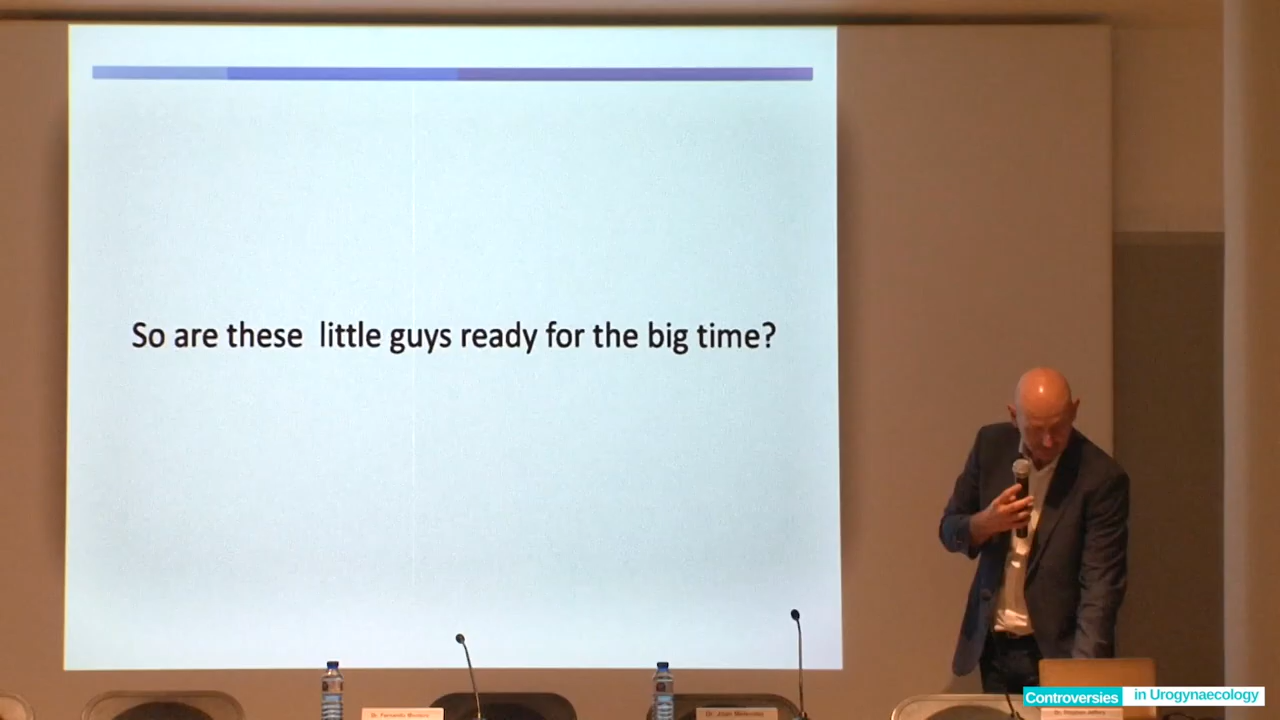 So are these little guys ready for the big time?
Controversies in Urogynaecology